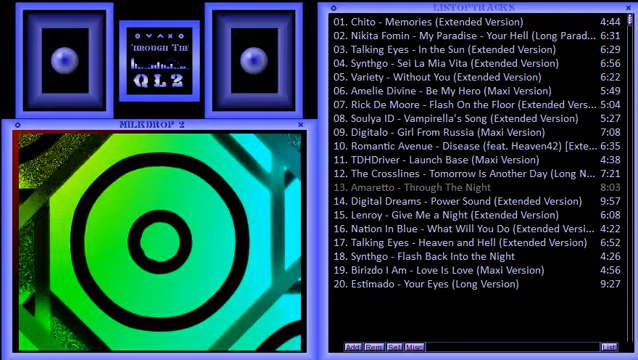 'HROUGH THE
QL2
MILKDROP 2
LISTOFTRACKS
01. Chito - Memories (Extended Version) 4:44
02. Nikita Fomin - My Paradise - Your Hell (Long Parad... 6:31
03. Talking Eyes - In the Sun (Extended Version) 6:29
04. Synthgo - Sei La Mia Vita (Extended Version) 6:56
05. Variety - Without You (Extended Version) 6:22
06. Amelie Divine - Be My Hero (Maxi Version) 5:49
07. Rick De Moore - Flash On the Floor (Extended Vers... 5:04
08. Soulya ID - Vampirella's Song (Extended Version) 5:27
09. Digitalo - Girl From Russia (Maxi Version) 7:08
10. Romantic Avenue - Disease (feat. Heaven42) [Exte... 6:35
11. TDHDriver - Launch Base (Maxi Version) 4:38
12. The Crosslines - Tomorrow Is Another Day (Long N... 7:21
13. Amaretto - Through The Night 8:03
14. Digital Dreams - Power Sound (Extended Version) 9:57
15. Lenroy - Give Me a Night (Extended Version) 6:08
16. Nation In Blue - What Will You Do (Extended Versi... 4:22
17. Talking Eyes - Heaven and Hell (Extended Version) 6:52
18. Synthgo - Flash Back Into the Night 4:26
19. Birizdo I Am - Love Is Love (Maxi Version) 4:56
20. Estimado - Your Eyes (Long Version) 9:27
Add Rem Sel Misc List